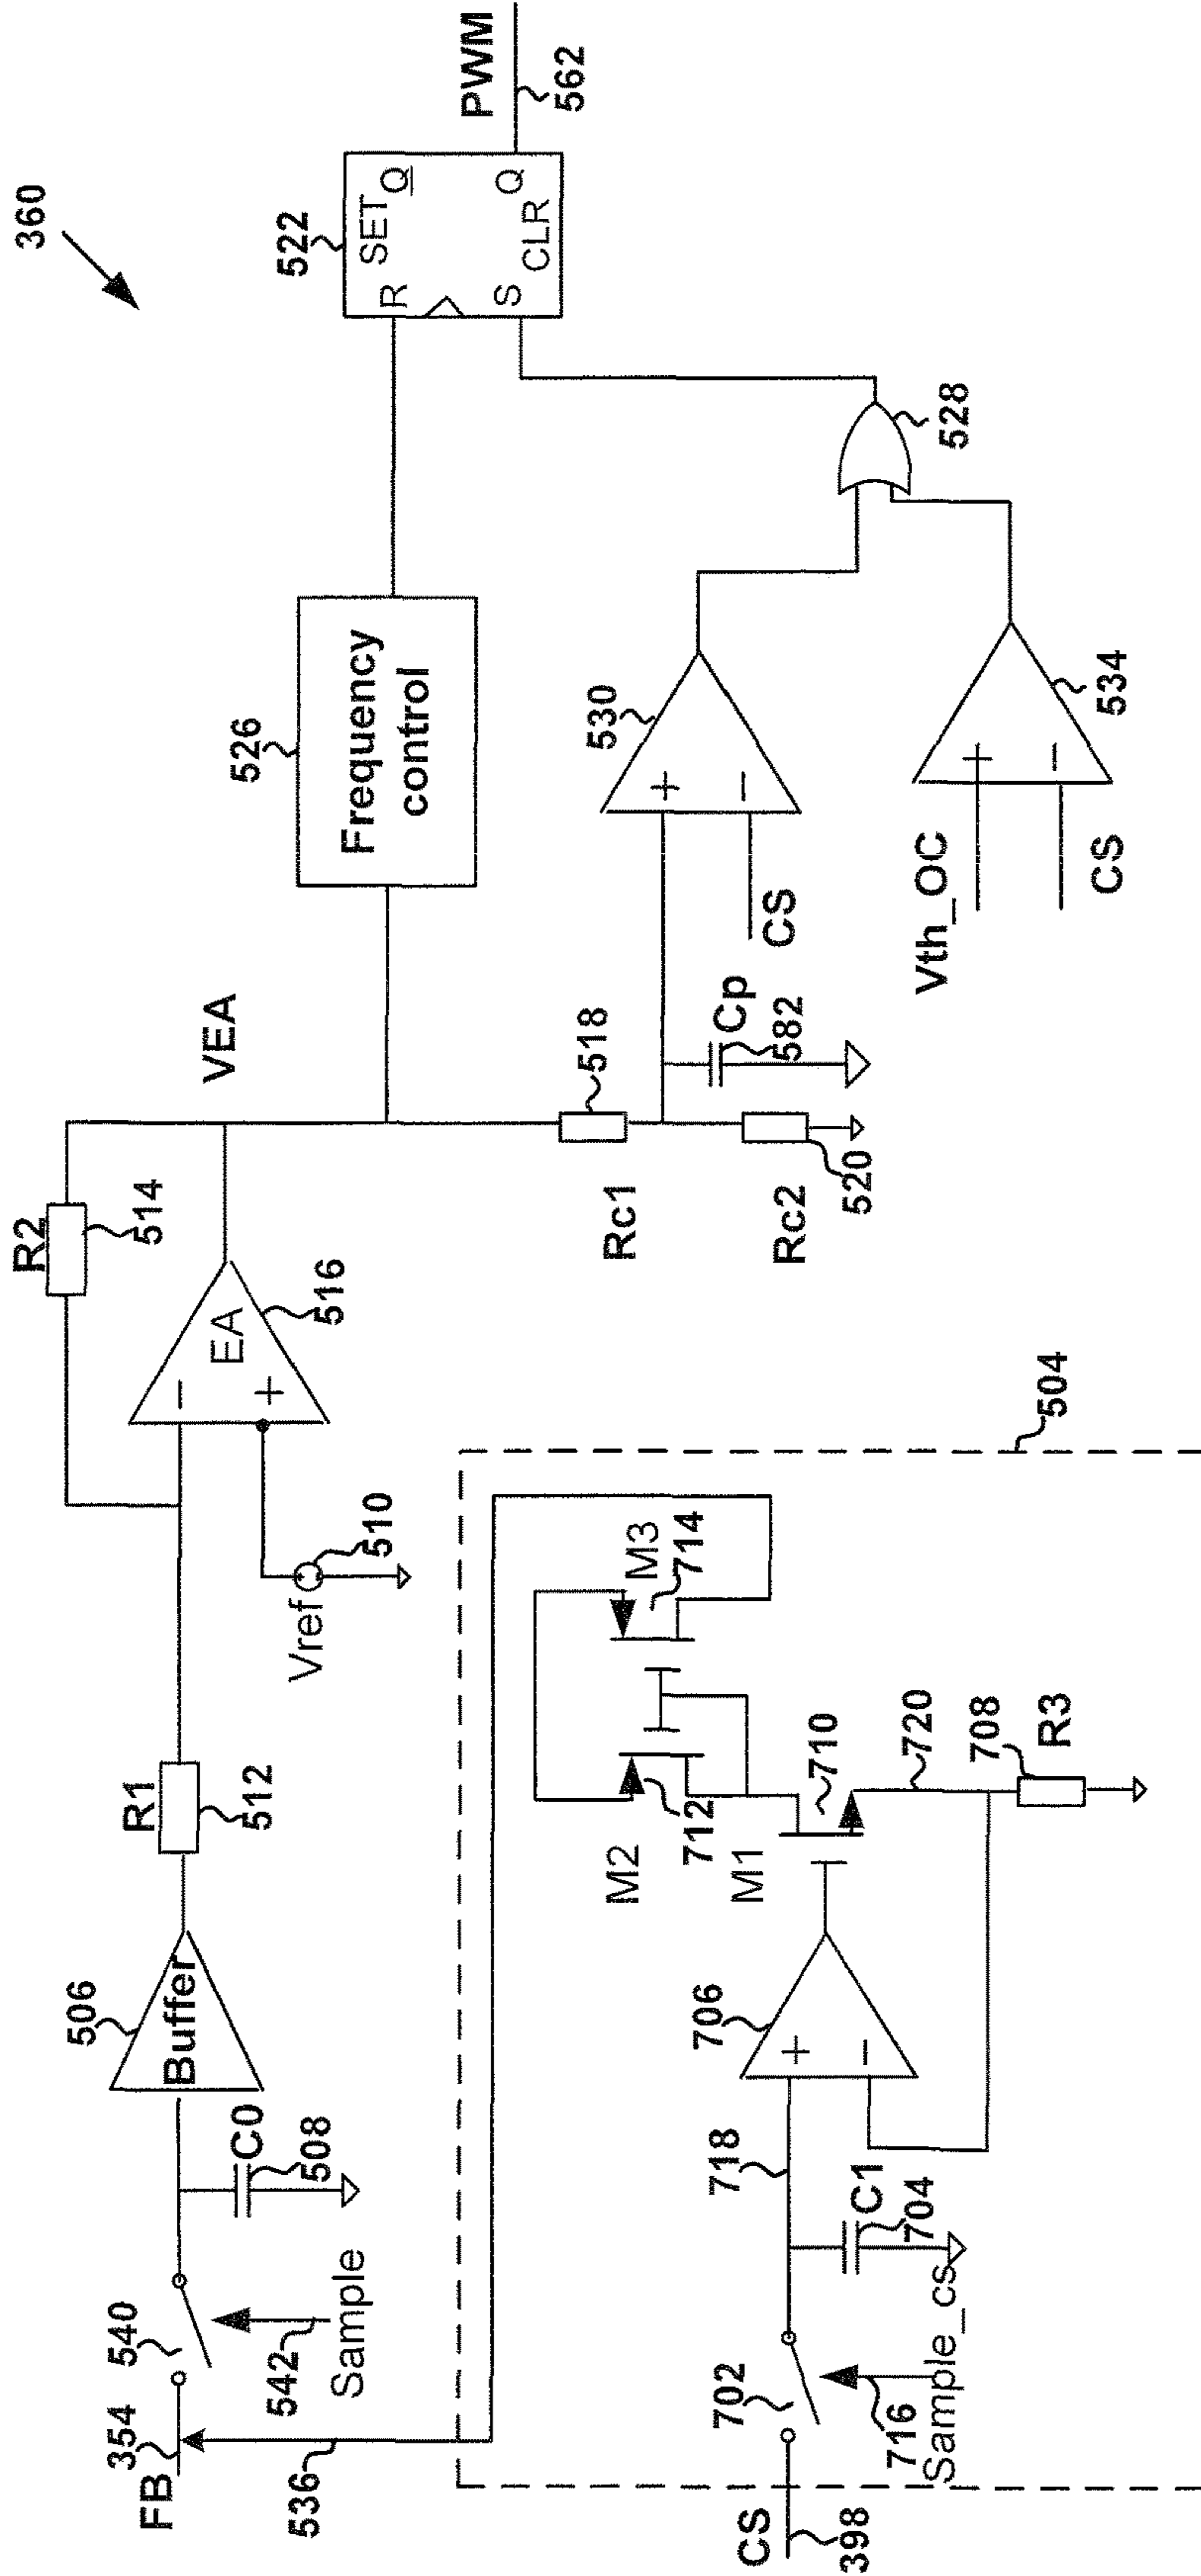 360
FB
354
540
542
Sample
536
C0
508
506
Buffer
R1
512
R2
514
EA
−
+
516
Vref
510
VEA
526
Frequency
control
522
R
SET
Q
S
CLR
Q
PWM
562
Rc1
518
Rc2
520
Cp
582
530
+
−
CS
528
Vth_OC
+
−
CS
534
504
CS
398
702
716
Sample_cs
718
C1
704
706
+
−
M2
712
M3
714
M1
710
720
708
R3